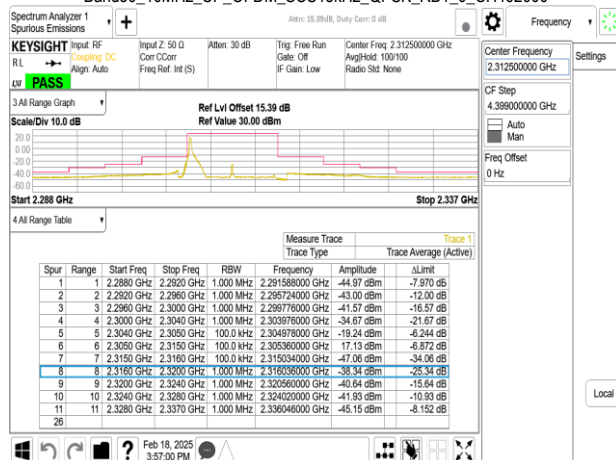 Spectrum Analyzer 1
Spurious Emissions
Attn: 15.39dB, Duty Corr: 0 dB
Frequency
KEYSIGHT
R L
LXI
PASS
Input: RF
Coupling: DC
Align: Auto
Input Z: 50 Ω
Corr CCorr
Freq Ref: Int (S)
Atten: 30 dB
Trig: Free Run
Gate: Off
IF Gain: Low
Center Freq: 2.312500000 GHz
Avg|Hold: 100/100
Radio Std: None
Center Frequency
2.312500000 GHz
Settings
CF Step
4.399000000 GHz
Auto
Man
Freq Offset
0 Hz
3 All Range Graph
Scale/Div 10.0 dB
Ref Lvl Offset 15.39 dB
Ref Value 30.00 dBm
20.0
0.00
-20.0
-40.0
-60.0
Start 2.288 GHz
Stop 2.337 GHz
4 All Range Table
Measure Trace Trace 1
Trace Type Trace Average (Active)
Spur Range Start Freq Stop Freq RBW Frequency Amplitude ΔLimit
1 1 2.2880 GHz 2.2920 GHz 1.000 MHz 2.291588000 GHz -44.97 dBm -7.970 dB
2 2 2.2920 GHz 2.2960 GHz 1.000 MHz 2.295724000 GHz -43.00 dBm -12.00 dB
3 3 2.2960 GHz 2.3000 GHz 1.000 MHz 2.299776000 GHz -41.57 dBm -16.57 dB
4 4 2.3000 GHz 2.3040 GHz 1.000 MHz 2.303976000 GHz -34.67 dBm -21.67 dB
5 5 2.3040 GHz 2.3050 GHz 100.0 kHz 2.304978000 GHz -19.24 dBm -6.244 dB
6 6 2.3050 GHz 2.3150 GHz 100.0 kHz 2.305360000 GHz 17.13 dBm -6.872 dB
7 7 2.3150 GHz 2.3160 GHz 100.0 kHz 2.315034000 GHz -47.06 dBm -34.06 dB
8 8 2.3160 GHz 2.3200 GHz 1.000 MHz 2.316036000 GHz -38.34 dBm -25.34 dB
9 9 2.3200 GHz 2.3240 GHz 1.000 MHz 2.320560000 GHz -40.64 dBm -15.64 dB
10 10 2.3240 GHz 2.3280 GHz 1.000 MHz 2.324020000 GHz -41.93 dBm -10.93 dB
11 11 2.3280 GHz 2.3370 GHz 1.000 MHz 2.336046000 GHz -45.15 dBm -8.152 dB
26
Local
?
Feb 18, 2025
3:57:00 PM